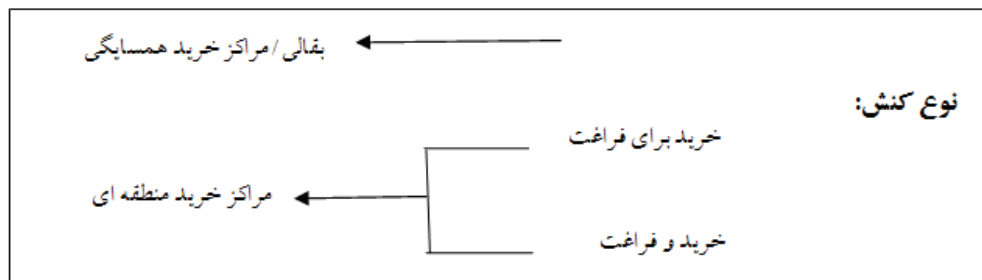 بقالی/مراکز خرید همسایگی
نوع کنش:
خرید برای فراغت
مراکز خرید منطقه ای
خرید و فراغت